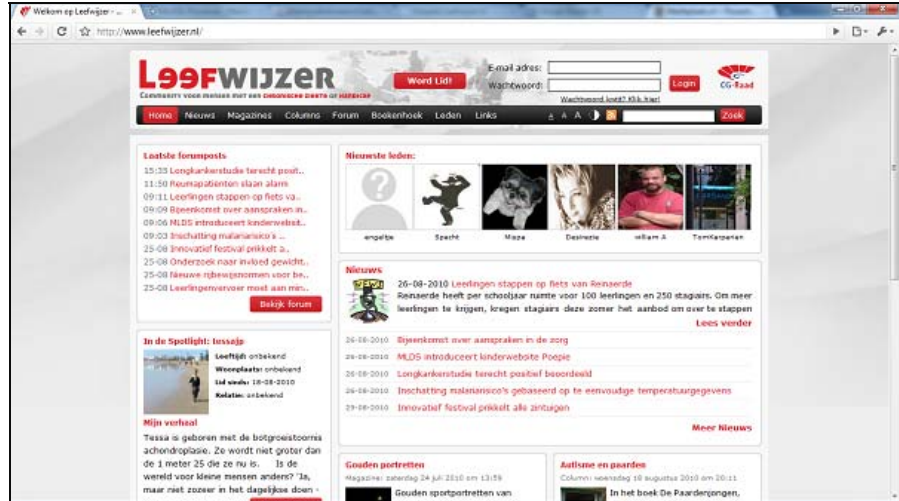 Welkom op Leefwijzer - ...
http://www.leefwijzer.nl/
LeefWijzer
Community voor mensen met een chronische ziekte of handicap
Word Lid!
E-mail adres:
Wachtwoord:
Login
Wachtwoord kwijt? Klik hier!
CG-Raad
Home Nieuws Magazines Columns Forum Boekenhoek Leden Links
A A A
Zoek
Laatste forumposts
15:35 Longkankerstudie terecht posit..
11:50 Reumapatiënten slaan alarm
09:11 Leerlingen stappen op fiets va..
09:09 Bijeenkomst over aanspraken in..
09:06 MLDS introduceert kinderwebsit..
09:03 Inschatting malariarisico's ...
25-08 Innovatief festival prikkelt a..
25-08 Onderzoek naar invloed gewicht..
25-08 Nieuwe rijbewijsnormen voor be..
25-08 Leerlingenvervoer moet aan min..
Bekijk forum
Nieuwste leden:
engeltje Specht Mispa Desirezie william A TomKasparian
Nieuws
NEWS
26-08-2010 Leerlingen stappen op fiets van Reinaerde
Reinaerde heeft per schooljaar ruimte voor 100 leerlingen en 250 stagiairs. Om meer
leerlingen te krijgen, kregen stagiairs deze zomer het aanbod om over te stappen
Lees verder
26-08-2010 Bijeenkomst over aanspraken in de zorg
26-08-2010 MLDS introduceert kinderwebsite Poepie
26-08-2010 Longkankerstudie terecht positief beoordeeld
26-08-2010 Inschatting malariarisico's gebaseerd op te eenvoudige temperatuurgegevens
25-08-2010 Innovatief festival prikkelt alle zintuigen
Meer Nieuws
In de Spotlight: tessajp
Leeftijd: onbekend
Woonplaats: onbekend
Lid sinds: 18-08-2010
Relatie: onbekend
Mijn verhaal
Tessa is geboren met de botgroeistoornis
achondroplasie. Ze wordt niet groter dan
de 1 meter 25 die ze nu is. Is de
wereld voor kleine mensen anders? 'Ja,
maar niet zozeer in het dagelijkse doen -
Gouden portretten
Magazine: zaterdag 24 juli 2010 om 13:59
Gouden sportportretten van
Autisme en paarden
Column: woensdag 18 augustus 2010 om 20:11
In het boek De Paardenjongen,